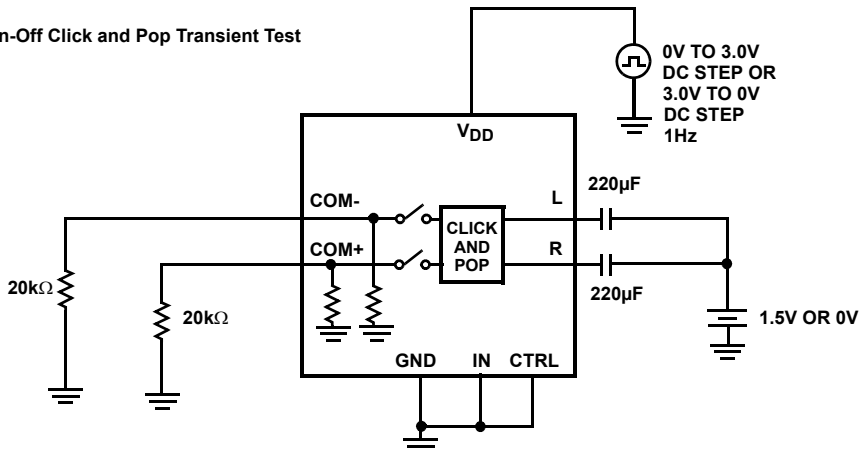 n-Off Click and Pop Transient Test
0V TO 3.0V
DC STEP OR
3.0V TO 0V
DC STEP
1Hz
VDD
220µF
COM-
L
CLICK
AND
POP
COM+
R
20kΩ
20kΩ
220µF
1.5V OR 0V
GND IN CTRL